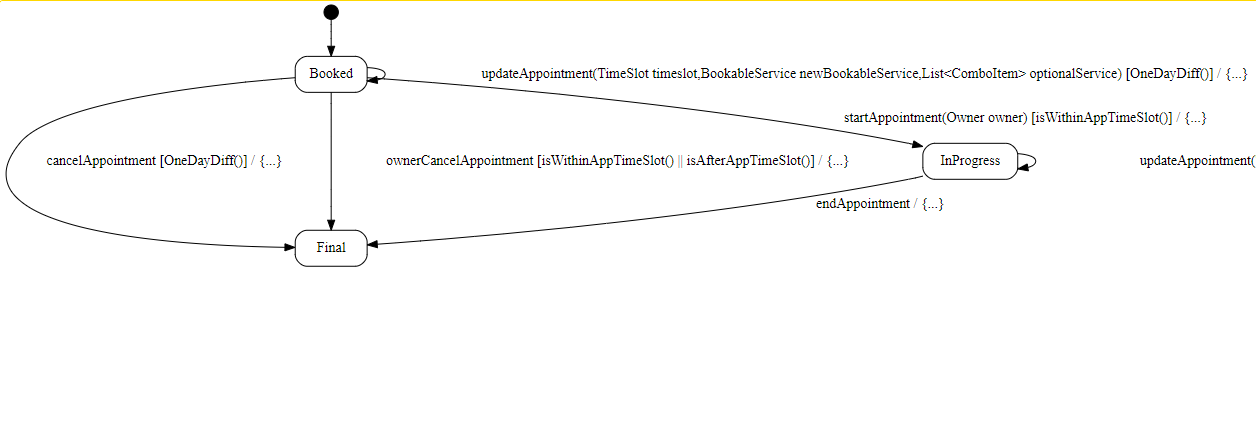 Booked
updateAppointment(TimeSlot timeslot,BookableService newBookableService,List<ComboItem> optionalService) [OneDayDiff()] / {...}
startAppointment(Owner owner) [isWithinAppTimeSlot()] / {...}
cancelAppointment [OneDayDiff()] / {...}
ownerCancelAppointment [isWithinAppTimeSlot() || isAfterAppTimeSlot()] / {...}
InProgress
updateAppointment(
endAppointment / {...}
Final